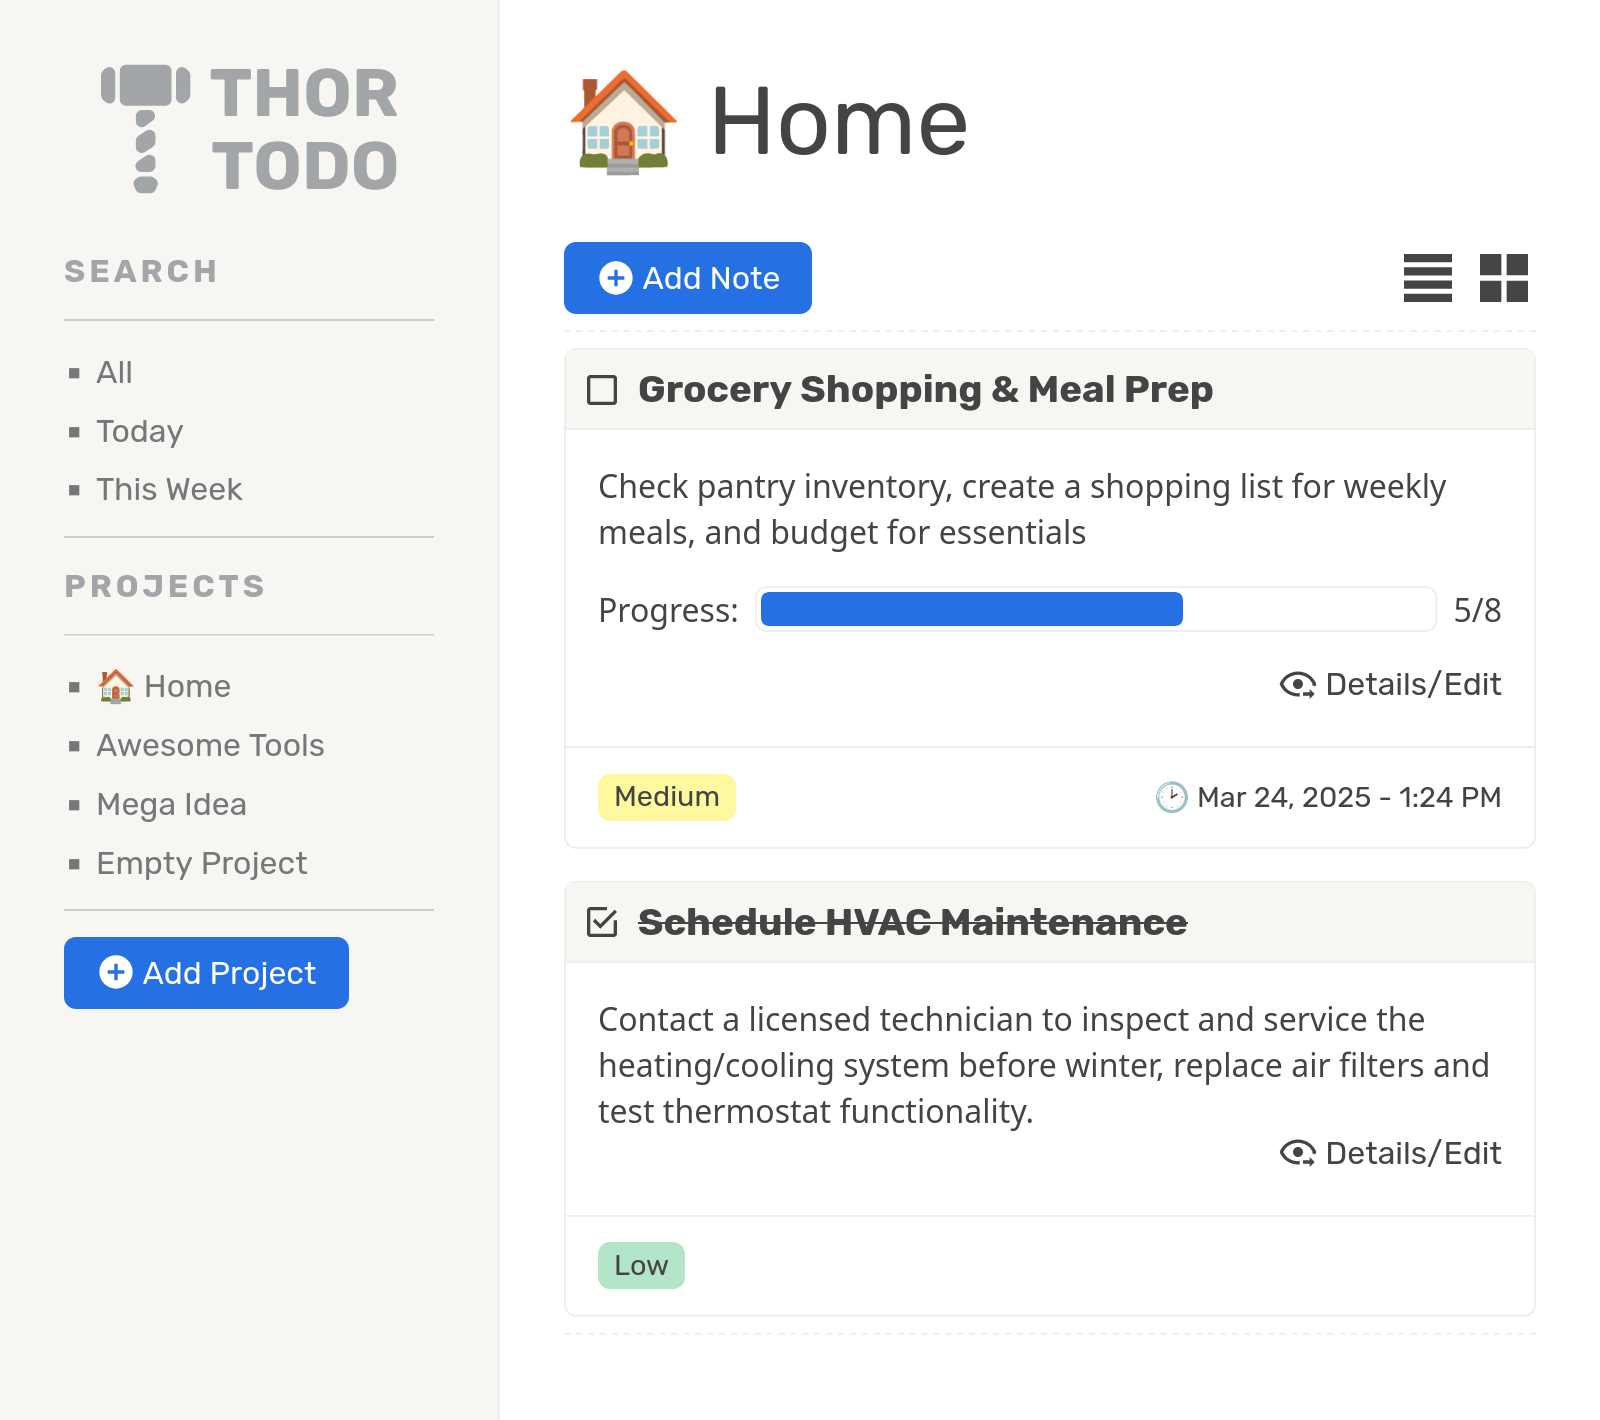 THOR
TODO
SEARCH
All
Today
This Week
PROJECTS
🏠 Home
Awesome Tools
Mega Idea
Empty Project
Add Project
🏠 Home
Add Note
Grocery Shopping & Meal Prep
Check pantry inventory, create a shopping list for weekly
meals, and budget for essentials
Progress: 5/8
Details/Edit
Medium
🕑 Mar 24, 2025 - 1:24 PM
Schedule HVAC Maintenance
Contact a licensed technician to inspect and service the
heating/cooling system before winter, replace air filters and
test thermostat functionality.
Details/Edit
Low